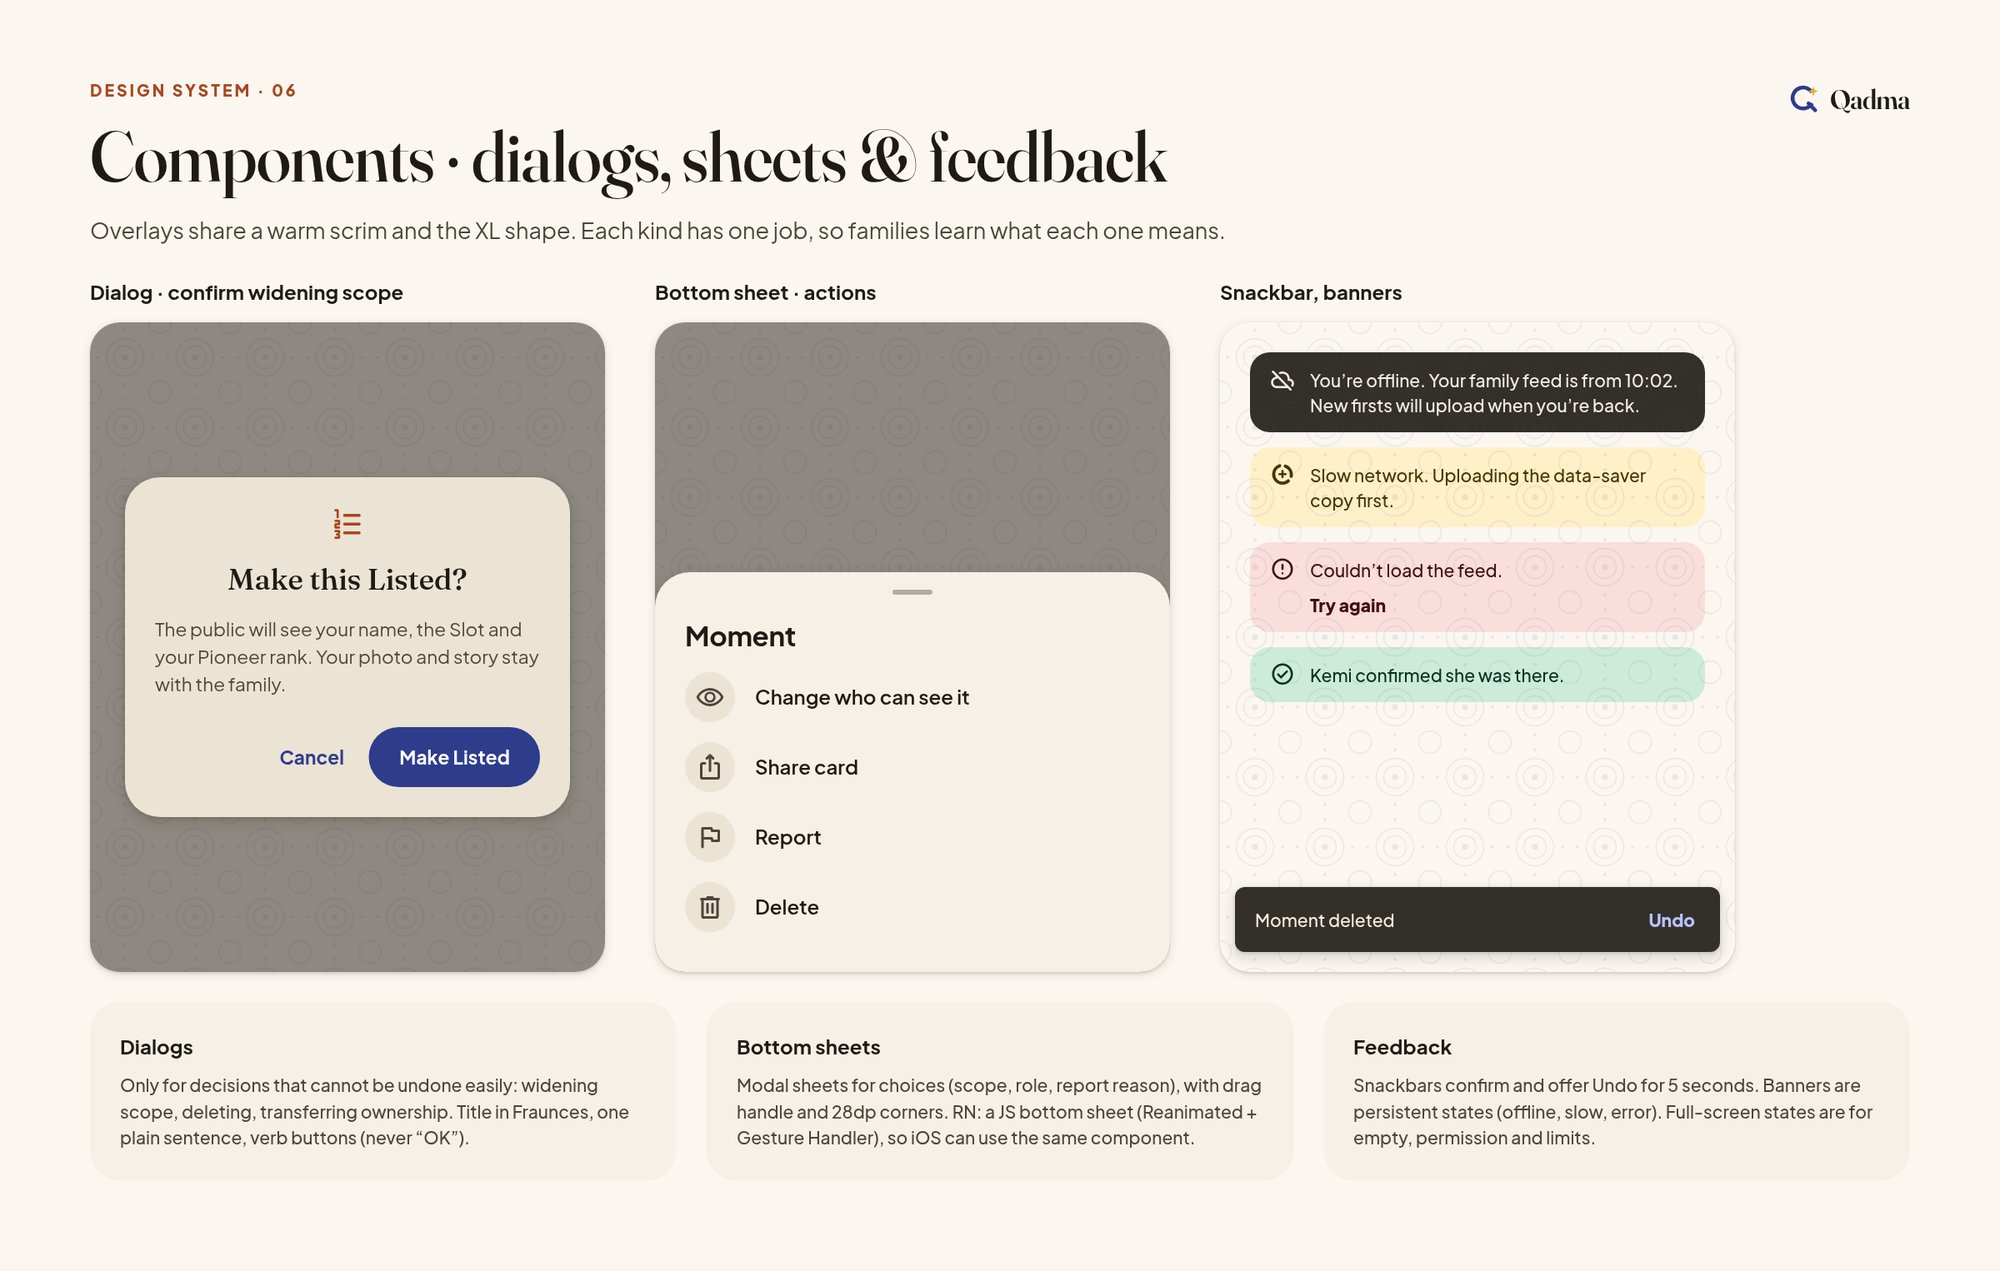 DESIGN SYSTEM · 06
Qadma
Components · dialogs, sheets & feedback
Overlays share a warm scrim and the XL shape. Each kind has one job, so families learn what each one means.
Dialog · confirm widening scope
1
2
3
Make this Listed?
The public will see your name, the Slot and
your Pioneer rank. Your photo and story stay
with the family.
Cancel
Make Listed
Bottom sheet · actions
Moment
Change who can see it
Share card
Report
Delete
Snackbar, banners
You’re offline. Your family feed is from 10:02.
New firsts will upload when you’re back.
Slow network. Uploading the data-saver
copy first.
Couldn’t load the feed.
Try again
Kemi confirmed she was there.
Moment deleted
Undo
Dialogs
Only for decisions that cannot be undone easily: widening
scope, deleting, transferring ownership. Title in Fraunces, one
plain sentence, verb buttons (never “OK”).
Bottom sheets
Modal sheets for choices (scope, role, report reason), with drag
handle and 28dp corners. RN: a JS bottom sheet (Reanimated +
Gesture Handler), so iOS can use the same component.
Feedback
Snackbars confirm and offer Undo for 5 seconds. Banners are
persistent states (offline, slow, error). Full-screen states are for
empty, permission and limits.